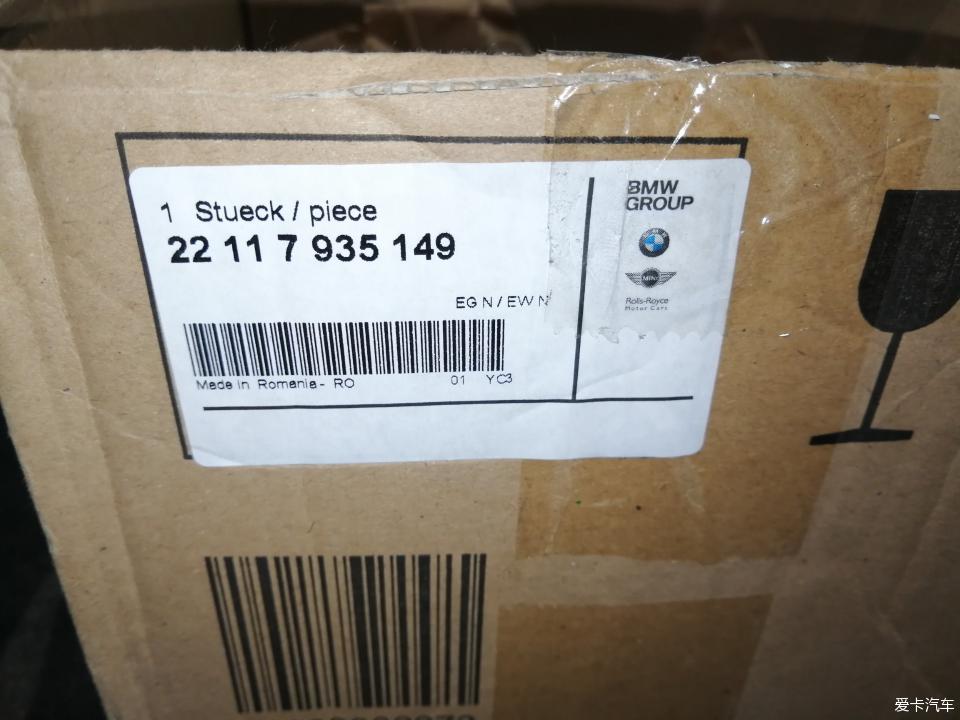 1 Stueck / piece
22 11 7 935 149
EG N / EW N
Made in Romania - RO 01 YC3
BMW
GROUP
MINI
Rolls-Royce
Motor Cars
爱卡汽车